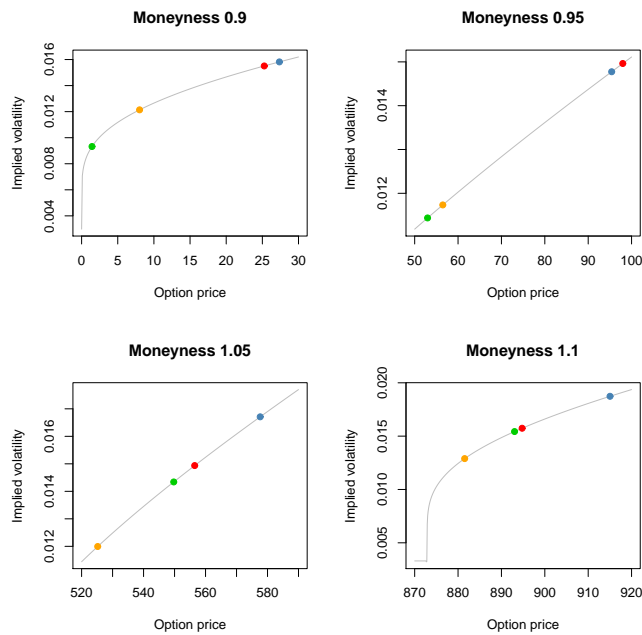 Moneyness 0.9
Implied volatility
0.004 0.008 0.012 0.016
0 5 10 15 20 25 30
Option price
Moneyness 0.95
Implied volatility
0.012 0.014
50 60 70 80 90 100
Option price
Moneyness 1.05
Implied volatility
0.012 0.014 0.016
520 540 560 580
Option price
Moneyness 1.1
Implied volatility
0.005 0.010 0.015 0.020
870 880 890 900 910 920
Option price